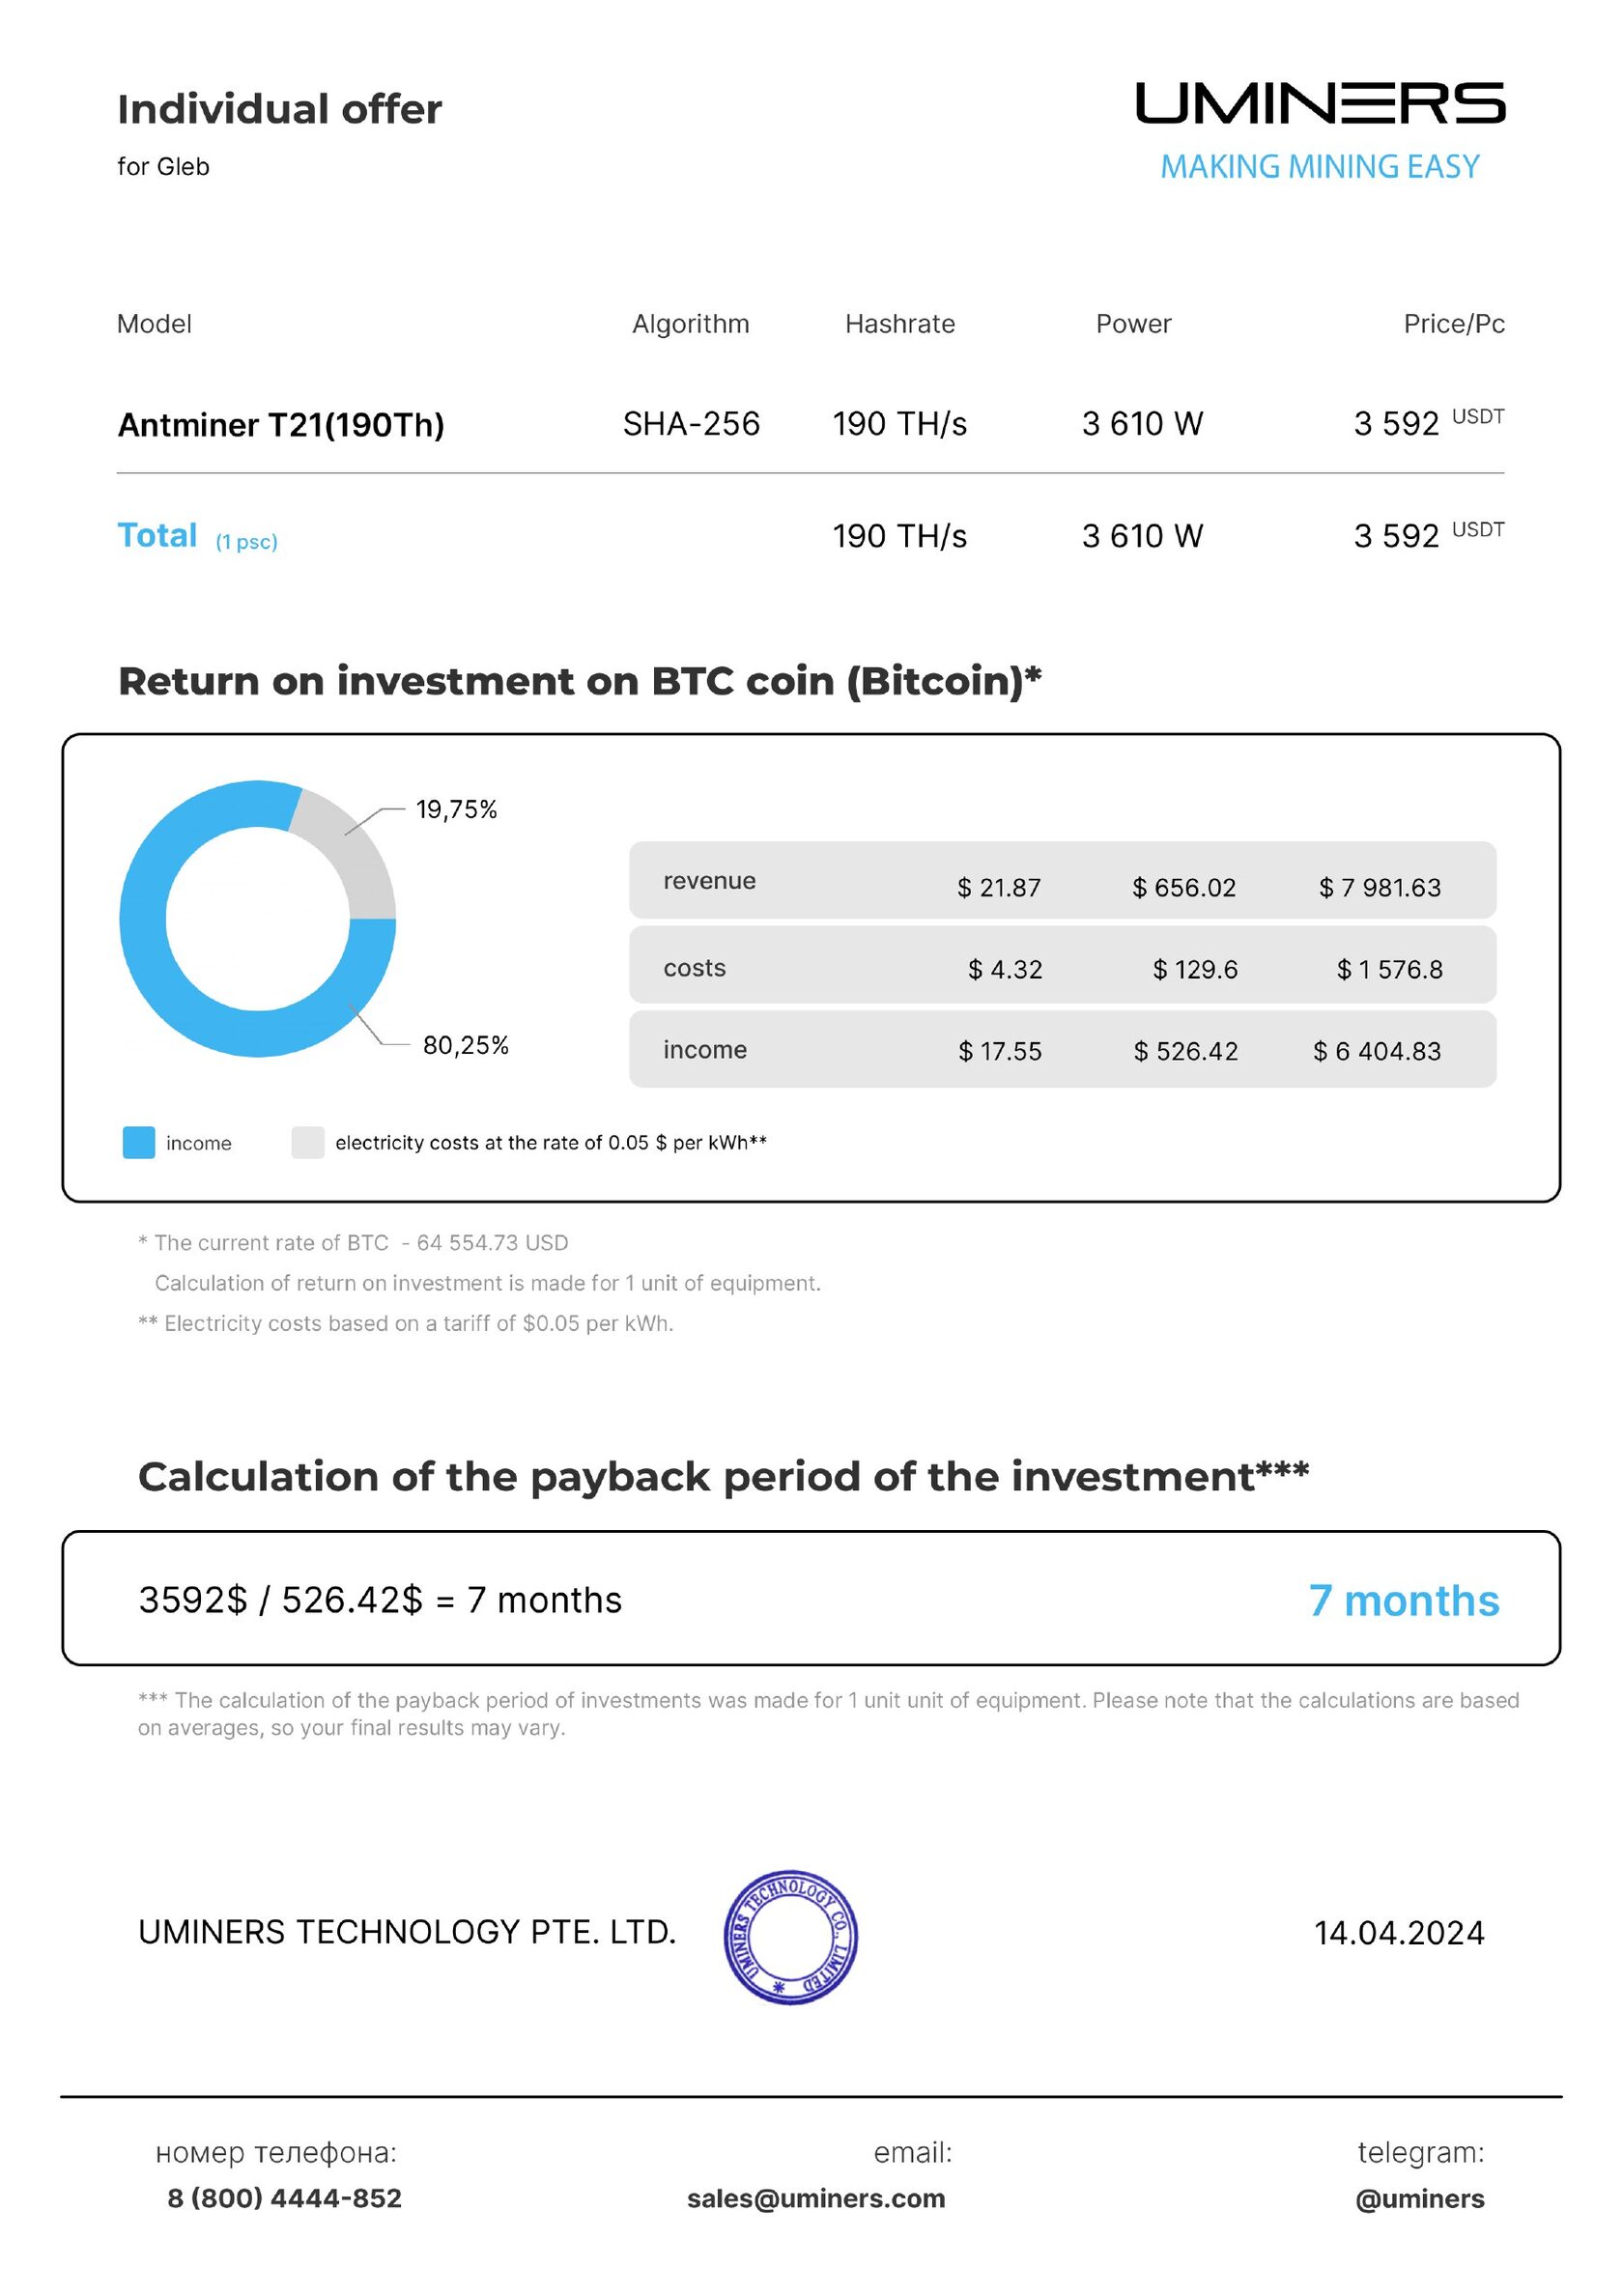 Individual offer
UMINERS
for Gleb
MAKING MINING EASY
Model Algorithm Hashrate Power Price/Pc
Antminer T21(190Th) SHA-256 190 TH/s 3 610 W 3 592 USDT
Total (1 psc) 190 TH/s 3 610 W 3 592 USDT
Return on investment on BTC coin (Bitcoin)*
19,75%
revenue $ 21.87 $ 656.02 $ 7 981.63
costs $ 4.32 $ 129.6 $ 1 576.8
income $ 17.55 $ 526.42 $ 6 404.83
80,25%
income electricity costs at the rate of 0.05 $ per kWh**
* The current rate of BTC - 64 554.73 USD
Calculation of return on investment is made for 1 unit of equipment.
** Electricity costs based on a tariff of $0.05 per kWh.
Calculation of the payback period of the investment***
3592$ / 526.42$ = 7 months 7 months
*** The calculation of the payback period of investments was made for 1 unit unit of equipment. Please note that the calculations are based
on averages, so your final results may vary.
UMINERS TECHNOLOGY PTE. LTD.
UMINERS TECHNOLOGY CO., LIMITED *
14.04.2024
номер телефона: email: telegram:
8 (800) 4444-852 sales@uminers.com @uminers